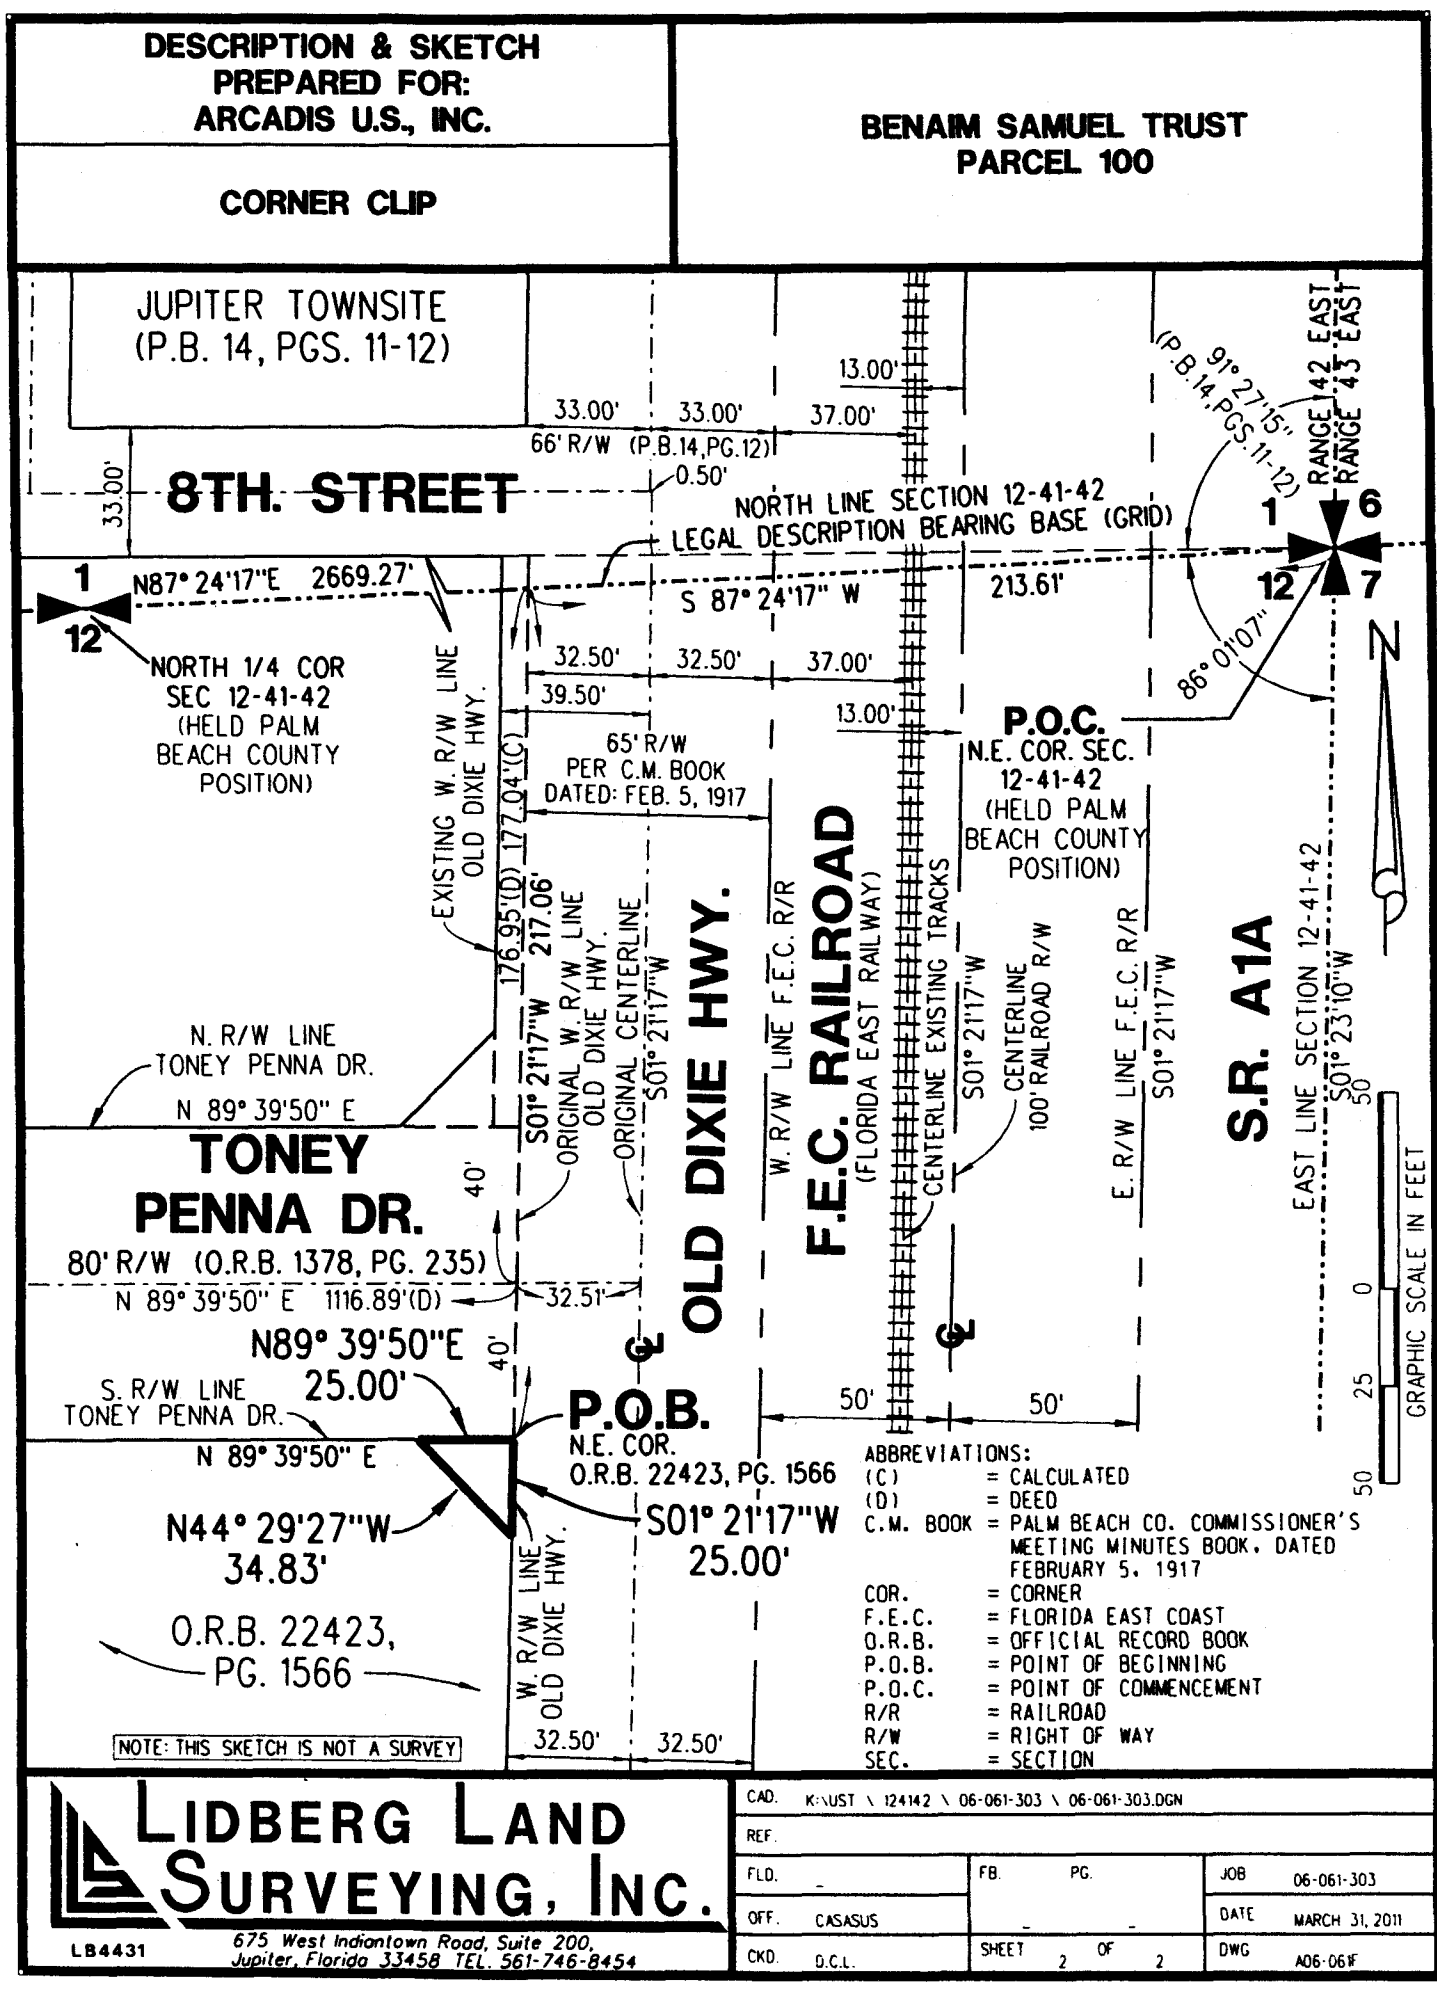 DESCRIPTION & SKETCH
PREPARED FOR:
ARCADIS U.S., INC.
CORNER CLIP
BENAIM SAMUEL TRUST
PARCEL 100
JUPITER TOWNSITE
(P.B. 14, PGS. 11-12)
RANGE 42 EAST
RANGE 43 EAST
91° 27'15"
(P.B.14,PGS.11-12)
13.00'
33.00'
33.00'
37.00'
66' R/W (P.B.14,PG.12)
0.50'
33.00'
8TH. STREET
NORTH LINE SECTION 12-41-42
LEGAL DESCRIPTION BEARING BASE (GRID)
1
6
12
7
1
12
N87° 24'17"E 2669.27'
S 87° 24'17" W
213.61'
86° 01'07"
N
NORTH 1/4 COR
SEC 12-41-42
(HELD PALM
BEACH COUNTY
POSITION)
EXISTING W. R/W LINE
OLD DIXIE HWY.
32.50'
32.50'
37.00'
39.50'
13.00'
65' R/W
PER C.M. BOOK
DATED: FEB. 5, 1917
P.O.C.
N.E. COR. SEC.
12-41-42
(HELD PALM
BEACH COUNTY
POSITION)
176.95'(D) 177.04'(C)
S01° 21'17"W 217.06'
ORIGINAL W. R/W LINE
OLD DIXIE HWY.
ORIGINAL CENTERLINE
S01° 21'17"W
OLD DIXIE HWY.
W. R/W LINE F.E.C. R/R
F.E.C. RAILROAD
(FLORIDA EAST RAILWAY)
CENTERLINE EXISTING TRACKS
S01° 21'17"W
CENTERLINE
100' RAILROAD R/W
E. R/W LINE F.E.C. R/R
S01° 21'17"W
S.R. A1A
EAST LINE SECTION 12-41-42
S01° 23'10"W
50
0
25
50
GRAPHIC SCALE IN FEET
N. R/W LINE
TONEY PENNA DR.
N 89° 39'50" E
TONEY
PENNA DR.
40'
80' R/W (O.R.B. 1378, PG. 235)
N 89° 39'50" E 1116.89'(D)
32.51'
N89° 39'50"E
25.00'
40'
S. R/W LINE
TONEY PENNA DR.
N 89° 39'50" E
P.O.B.
N.E. COR.
O.R.B. 22423, PG. 1566
50'
50'
S01° 21'17"W
25.00'
N44° 29'27"W
34.83'
O.R.B. 22423,
PG. 1566
W. R/W LINE
OLD DIXIE HWY.
32.50'
32.50'
NOTE: THIS SKETCH IS NOT A SURVEY
ABBREVIATIONS:
(C) = CALCULATED
(D) = DEED
C.M. BOOK = PALM BEACH CO. COMMISSIONER'S
MEETING MINUTES BOOK. DATED
FEBRUARY 5. 1917
COR. = CORNER
F.E.C. = FLORIDA EAST COAST
O.R.B. = OFFICIAL RECORD BOOK
P.O.B. = POINT OF BEGINNING
P.O.C. = POINT OF COMMENCEMENT
R/R = RAILROAD
R/W = RIGHT OF WAY
SEC. = SECTION
LIDBERG LAND
SURVEYING, INC.
LB4431
675 West Indiantown Road, Suite 200,
Jupiter, Florida 33458 TEL. 561-746-8454
CAD. K:\UST \ 124142 \ 06-061-303 \ 06-061-303.DGN
REF.
FLD. -
FB. PG.
- -
JOB 06-061-303
OFF. CASASUS
DATE MARCH 31, 2011
CKD. D.C.L.
SHEET 2 OF 2
DWG A06-061F